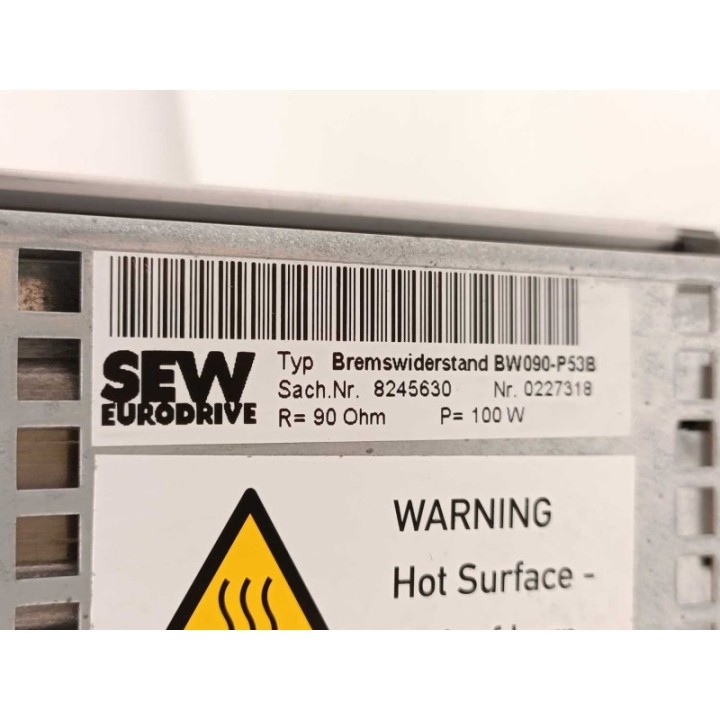 SEW
EURODRIVE
Typ Bremswiderstand BW090-P53B
Sach.Nr. 8245630 Nr. 0227318
R= 90 Ohm P= 100 W
WARNING
Hot Surface -